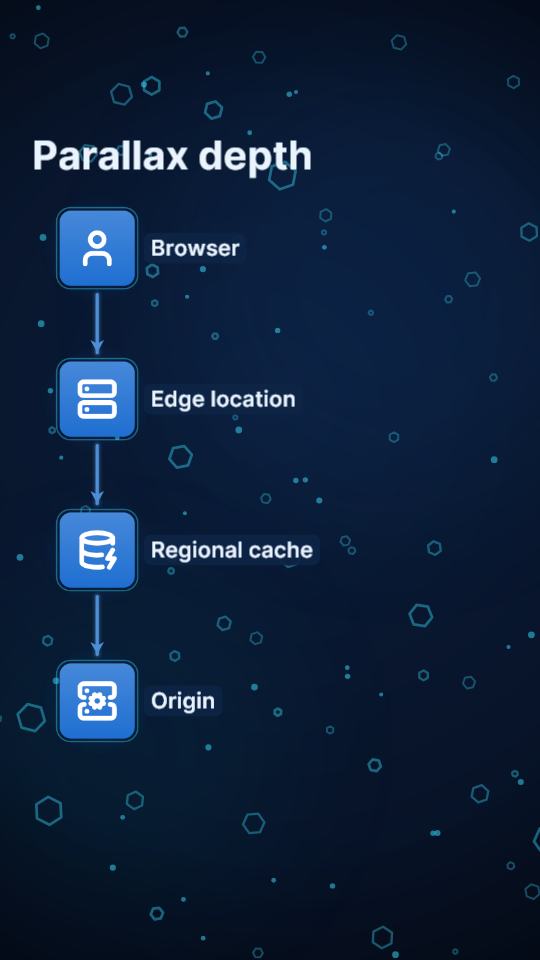 Parallax depth
Browser
Edge location
Regional cache
Origin